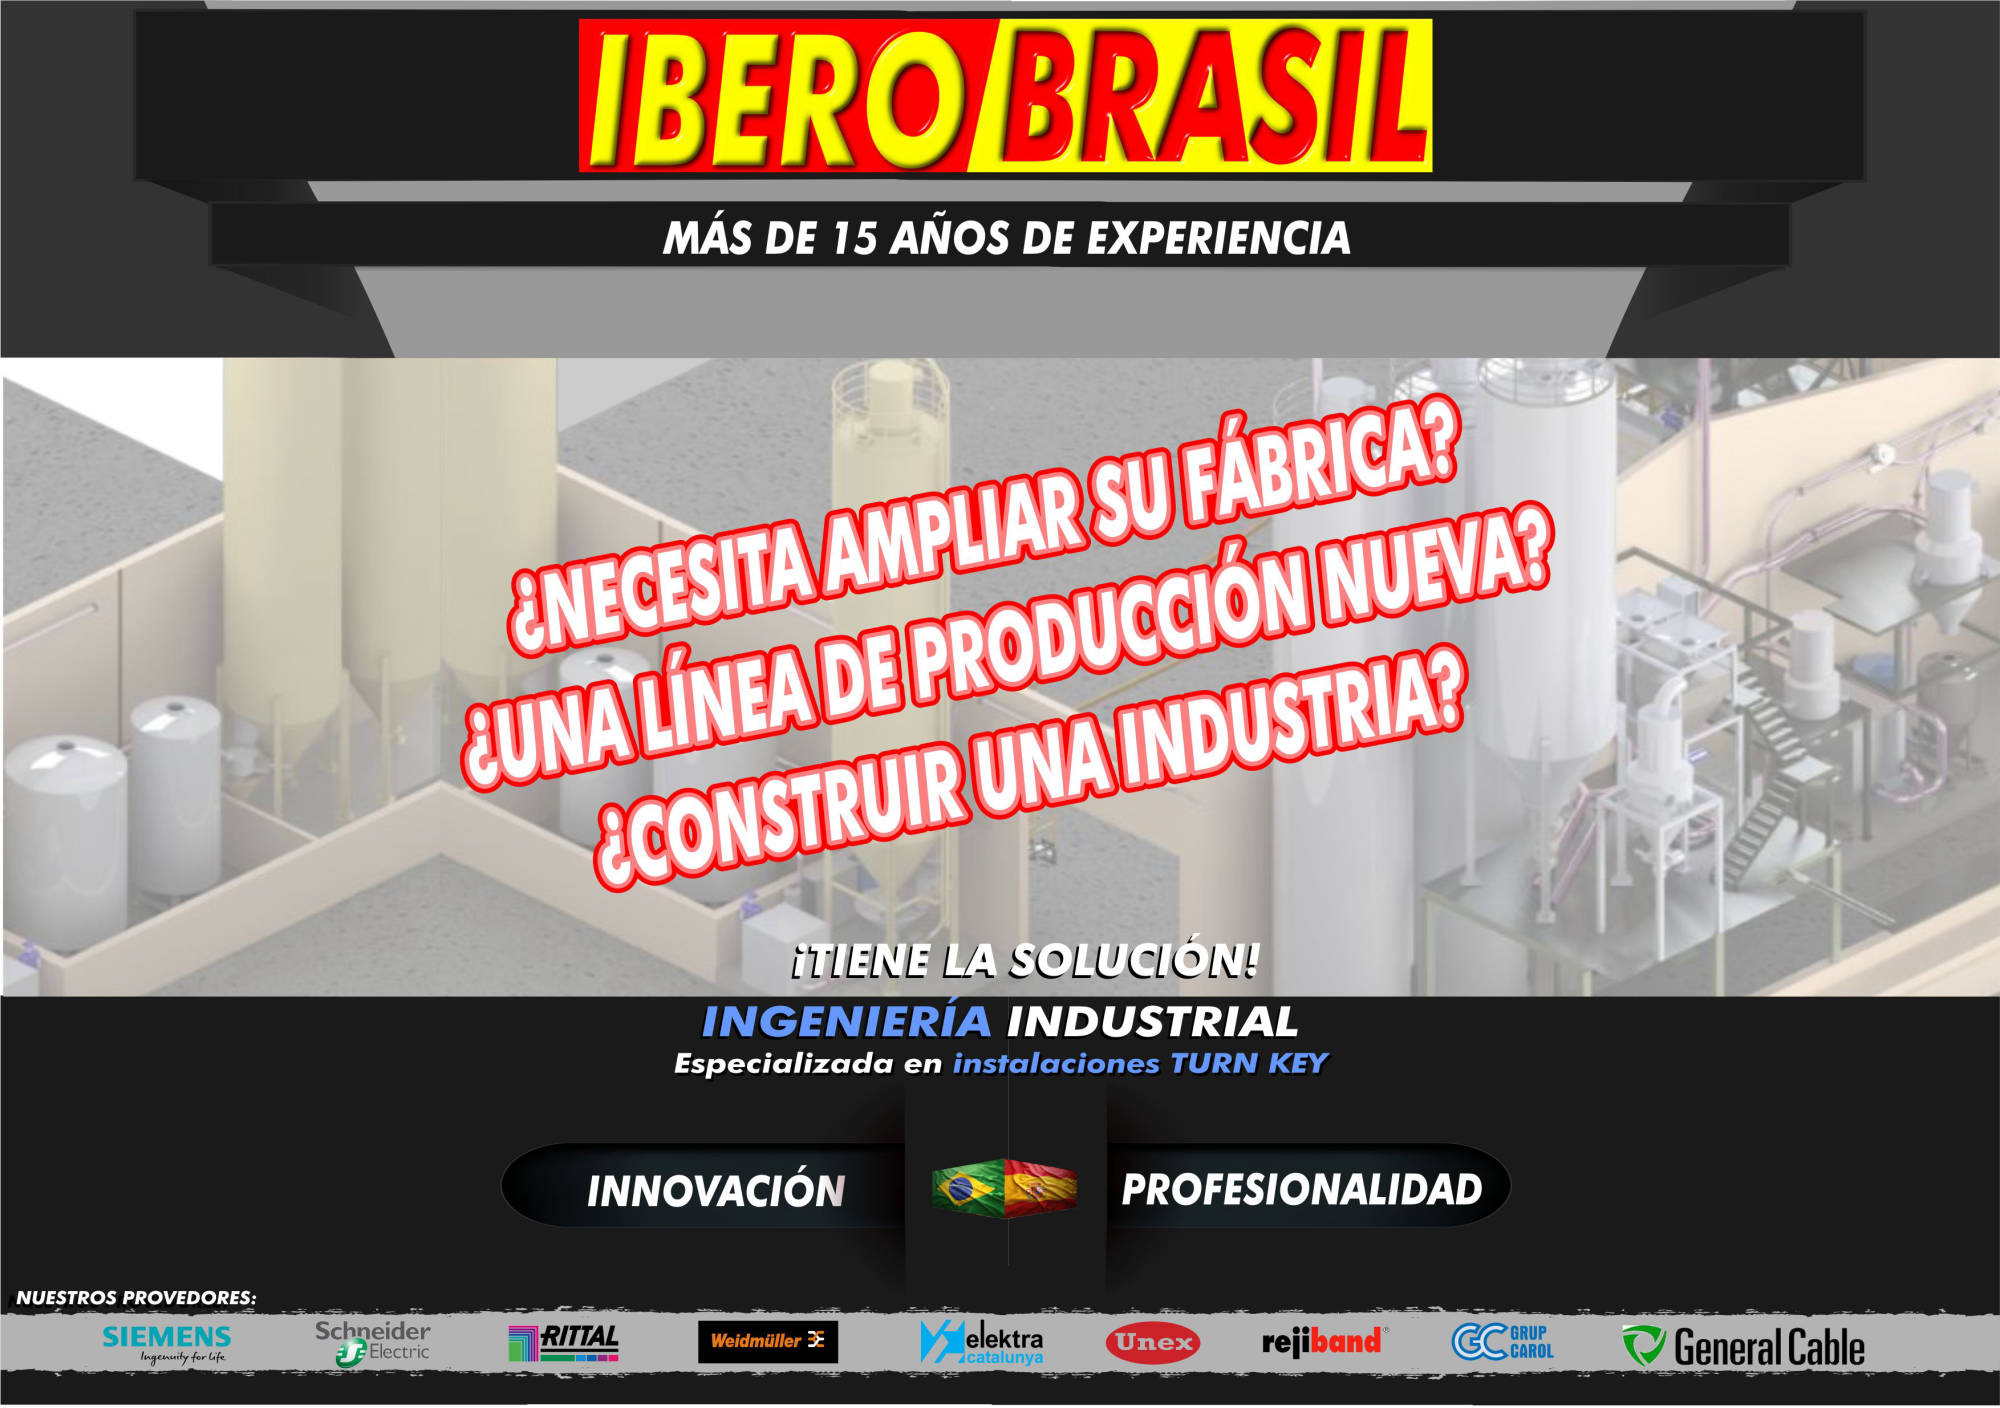 IBERO BRASIL
MÁS DE 15 AÑOS DE EXPERIENCIA
¿NECESITA AMPLIAR SU FÁBRICA?
¿UNA LÍNEA DE PRODUCCIÓN NUEVA?
¿CONSTRUIR UNA INDUSTRIA?
¡TIENE LA SOLUCIÓN!
INGENIERÍA INDUSTRIAL
Especializada en instalaciones TURN KEY
INNOVACIÓN
PROFESIONALIDAD
NUESTROS PROVEDORES:
SIEMENS
Ingenuity for life
Schneider
Electric
RITTAL
Weidmüller
elektra
catalunya
Unex
rejiband®
GC GRUP
CAROL
General Cable